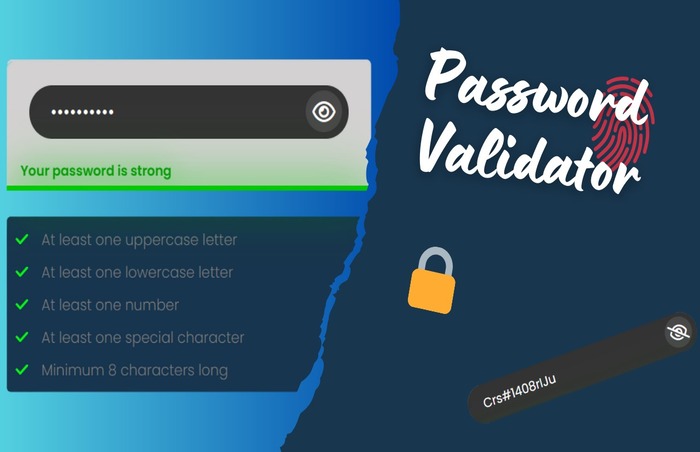 ••••••••••
Your password is strong
At least one uppercase letter
At least one lowercase letter
At least one number
At least one special character
Minimum 8 characters long
Password
Validator
Crs#1408rlJu